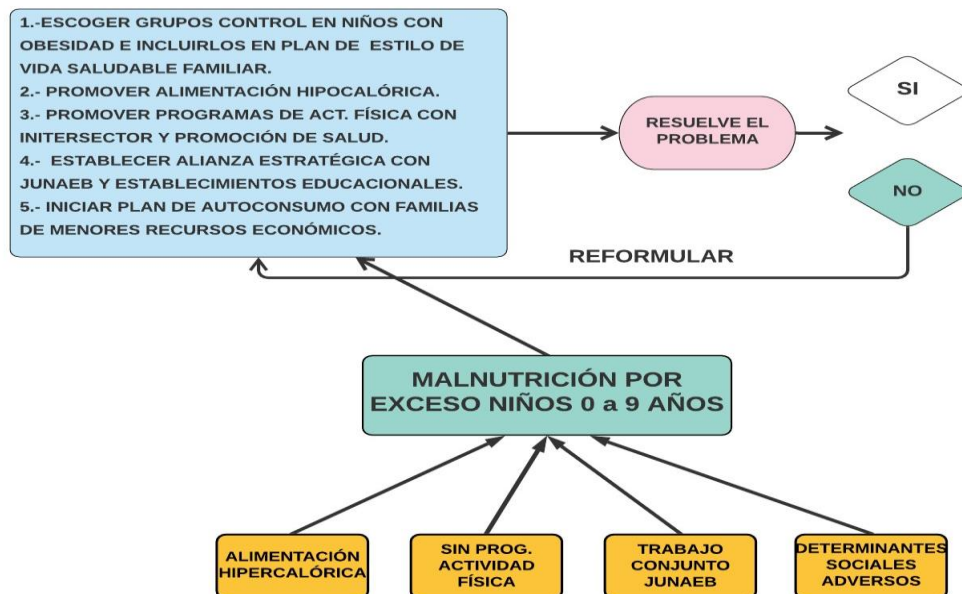 1.-ESCOGER GRUPOS CONTROL EN NIÑOS CON
OBESIDAD E INCLUIRLOS EN PLAN DE ESTILO DE
VIDA SALUDABLE FAMILIAR.
2.- PROMOVER ALIMENTACIÓN HIPOCALÓRICA.
3.- PROMOVER PROGRAMAS DE ACT. FÍSICA CON
INITERSECTOR Y PROMOCIÓN DE SALUD.
4.- ESTABLECER ALIANZA ESTRATÉGICA CON
JUNAEB Y ESTABLECIMIENTOS EDUCACIONALES.
5.- INICIAR PLAN DE AUTOCONSUMO CON FAMILIAS
DE MENORES RECURSOS ECONÓMICOS.
RESUELVE EL
PROBLEMA
SI
NO
REFORMULAR
MALNUTRICIÓN POR
EXCESO NIÑOS 0 a 9 AÑOS
ALIMENTACIÓN
HIPERCALÓRICA
SIN PROG.
ACTIVIDAD
FÍSICA
TRABAJO
CONJUNTO
JUNAEB
DETERMINANTES
SOCIALES
ADVERSOS